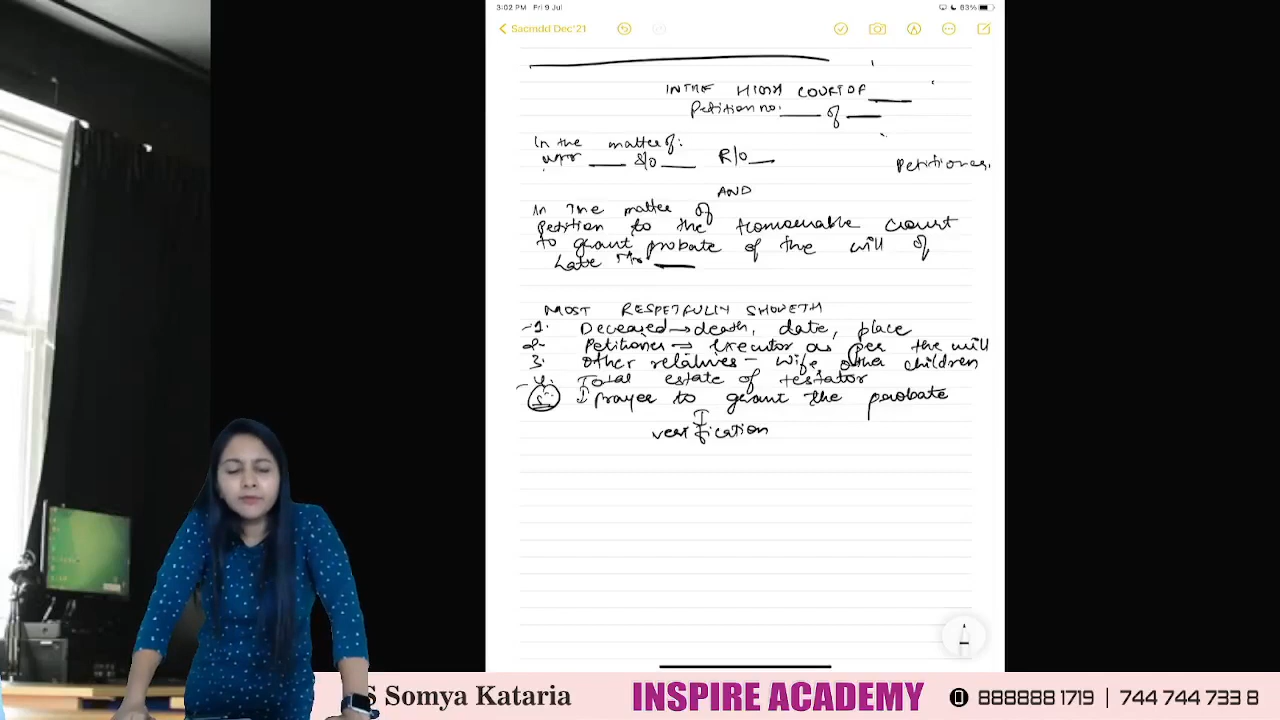 3:02 PM Fri 9 Jul
63%
Sacmdd Dec'21
IN THE HIGH COURT OF ____
Petition no. ____ of ____
In the matter of:
____ S/O ____ R/O ____
Petitioner.
AND
In the matter of
petition to the Honourable Court
to grant probate of the will of
Late Mr. ____
MOST RESPETFULLY SHOWETH
1. Deceased → death, date, place
2. Petitioner → Executor as per the will
3. other relatives - wife, other children
4. Total estate of testator
5. prayer to grant the probate
verification
S Somya Kataria
INSPIRE ACADEMY
888888 1719 | 744 744 733 8